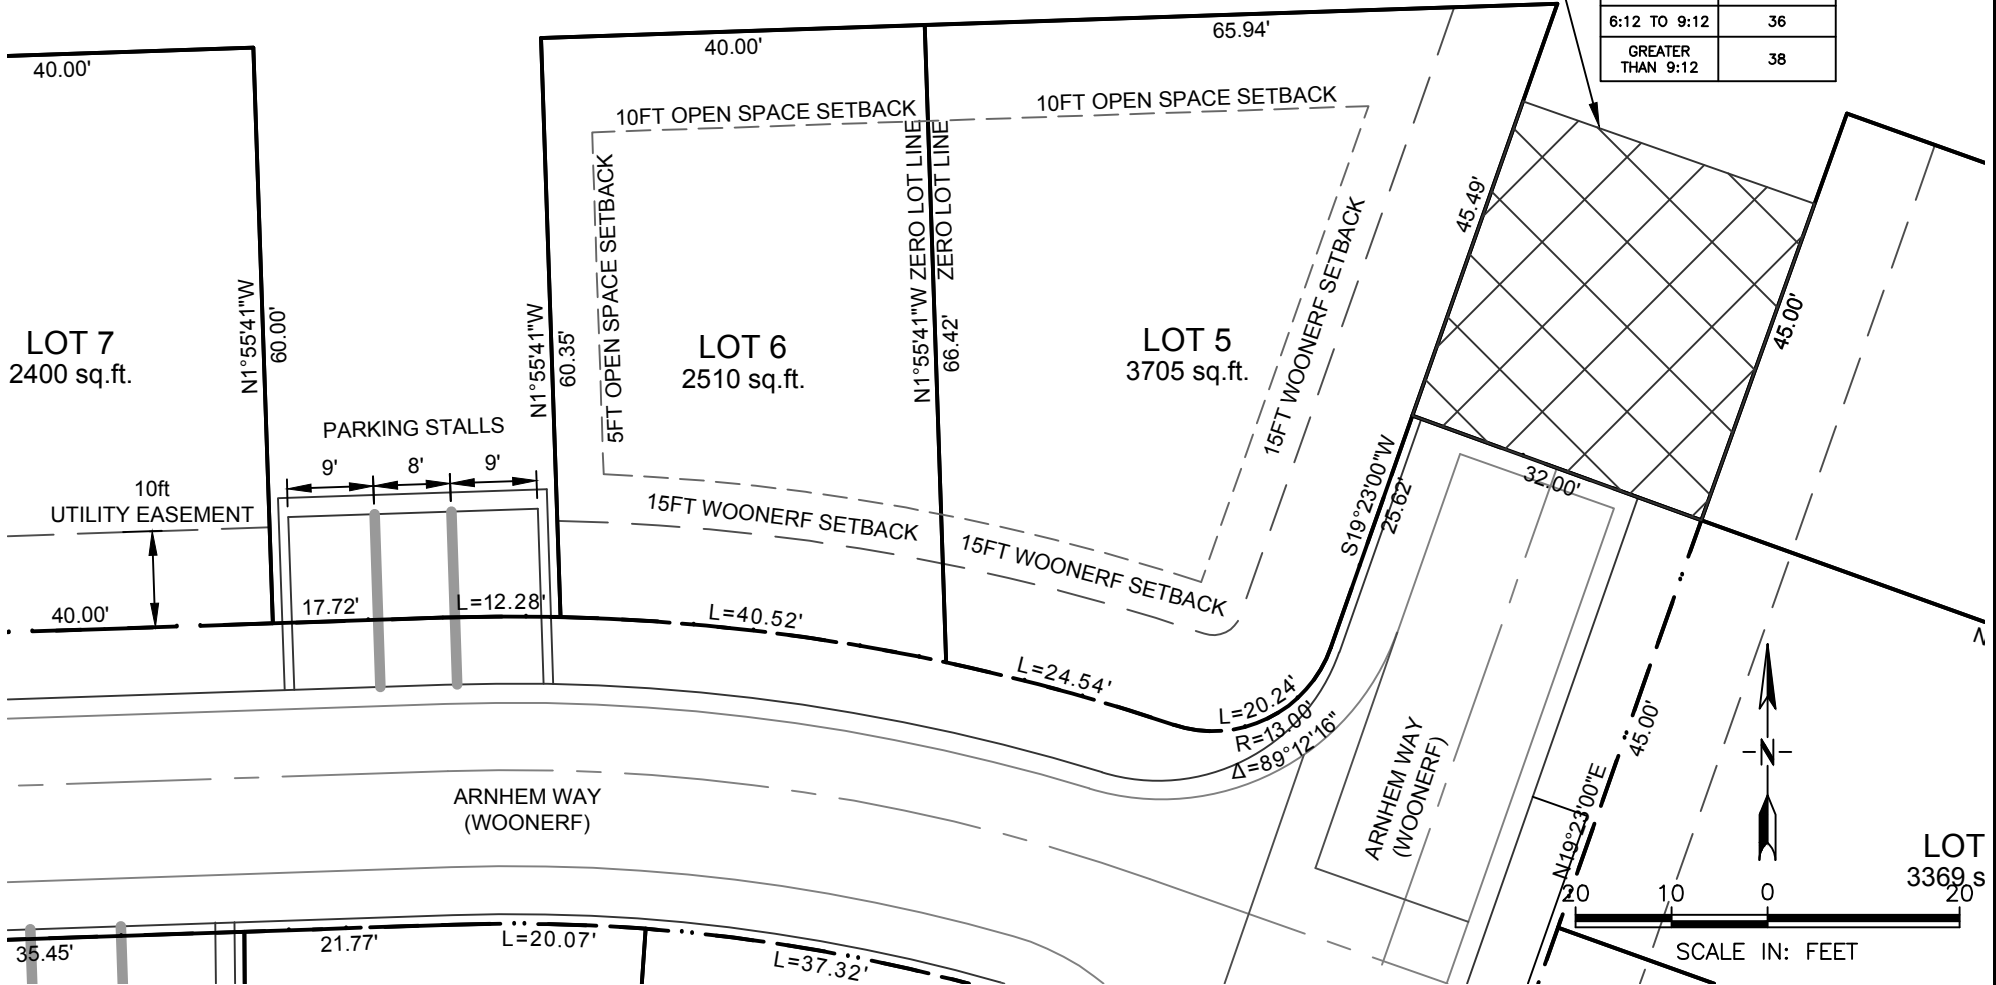 6:12 TO 9:12 36
GREATER
THAN 9:12
38
40.00'
40.00'
65.94'
10FT OPEN SPACE SETBACK
10FT OPEN SPACE SETBACK
5FT OPEN SPACE SETBACK
N1°55'41"W ZERO LOT LINE
66.42' ZERO LOT LINE
15FT WOONERF SETBACK
45.49'
45.00'
N1°55'41"W
60.00'
N1°55'41"W
60.35'
LOT 7
2400 sq.ft.
LOT 6
2510 sq.ft.
LOT 5
3705 sq.ft.
PARKING STALLS
9' 8' 9'
10ft
UTILITY EASEMENT
15FT WOONERF SETBACK
15FT WOONERF SETBACK
S19°23'00"W
25.62'
32.00'
40.00'
17.72'
L=12.28'
L=40.52'
L=24.54'
L=20.24'
R=13.00'
Δ=89°12'16"
ARNHEM WAY
(WOONERF)
ARNHEM WAY
(WOONERF)
45.00'
N19°23'00"E
N
LOT
3369 s
20 10 0 20
SCALE IN: FEET
35.45'
21.77'
L=20.07'
L=37.32'